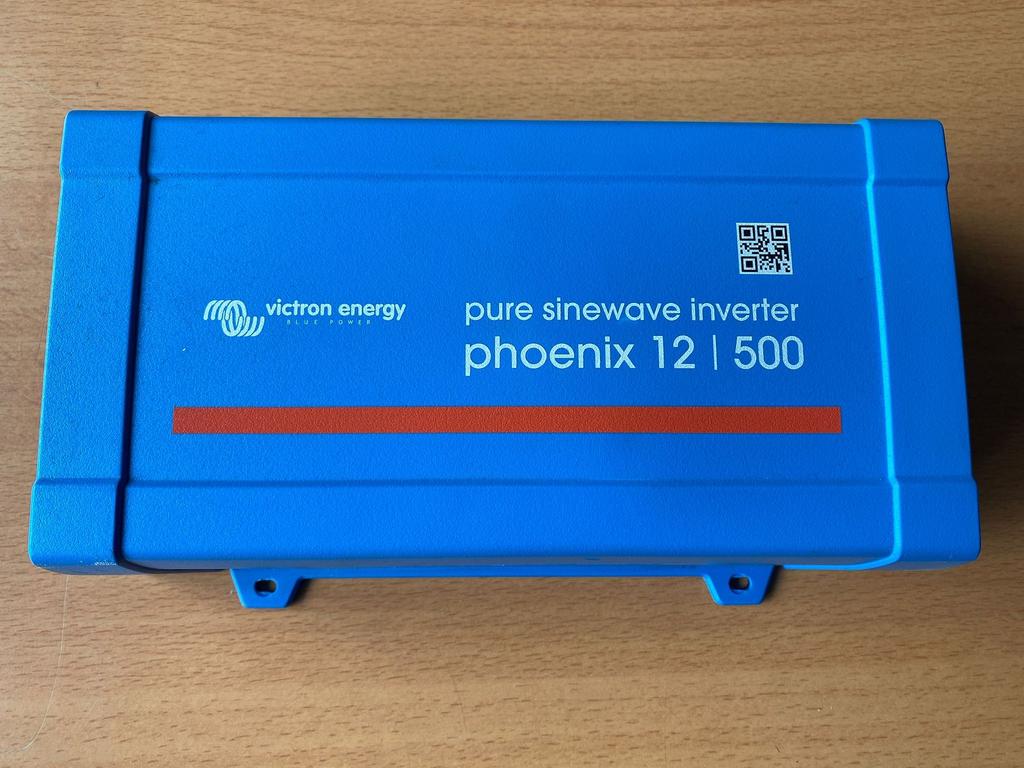 victron energy
BLUE POWER
pure sinewave inverter
phoenix 12 | 500